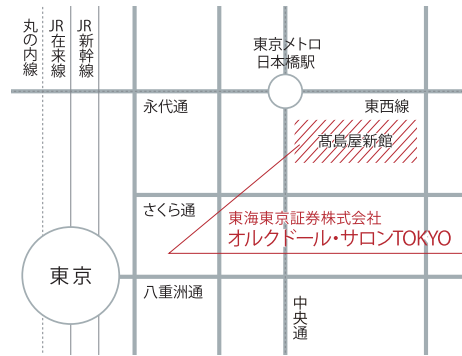 丸の内線
JR在来線
JR新幹線
東京メトロ
日本橋駅
永代通
東西線
髙島屋新館
さくら通
東海東京証券株式会社
オルクドール・サロンTOKYO
東京
八重洲通
中央通